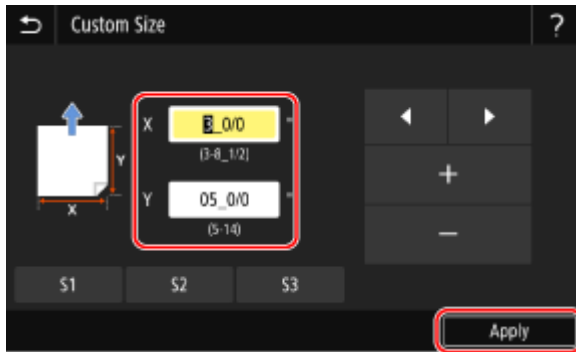 Custom Size ?
X 3_0/0 "
(3-8_1/2)
Y
X
Y 05_0/0 "
(5-14)
+
−
S1 S2 S3
Apply